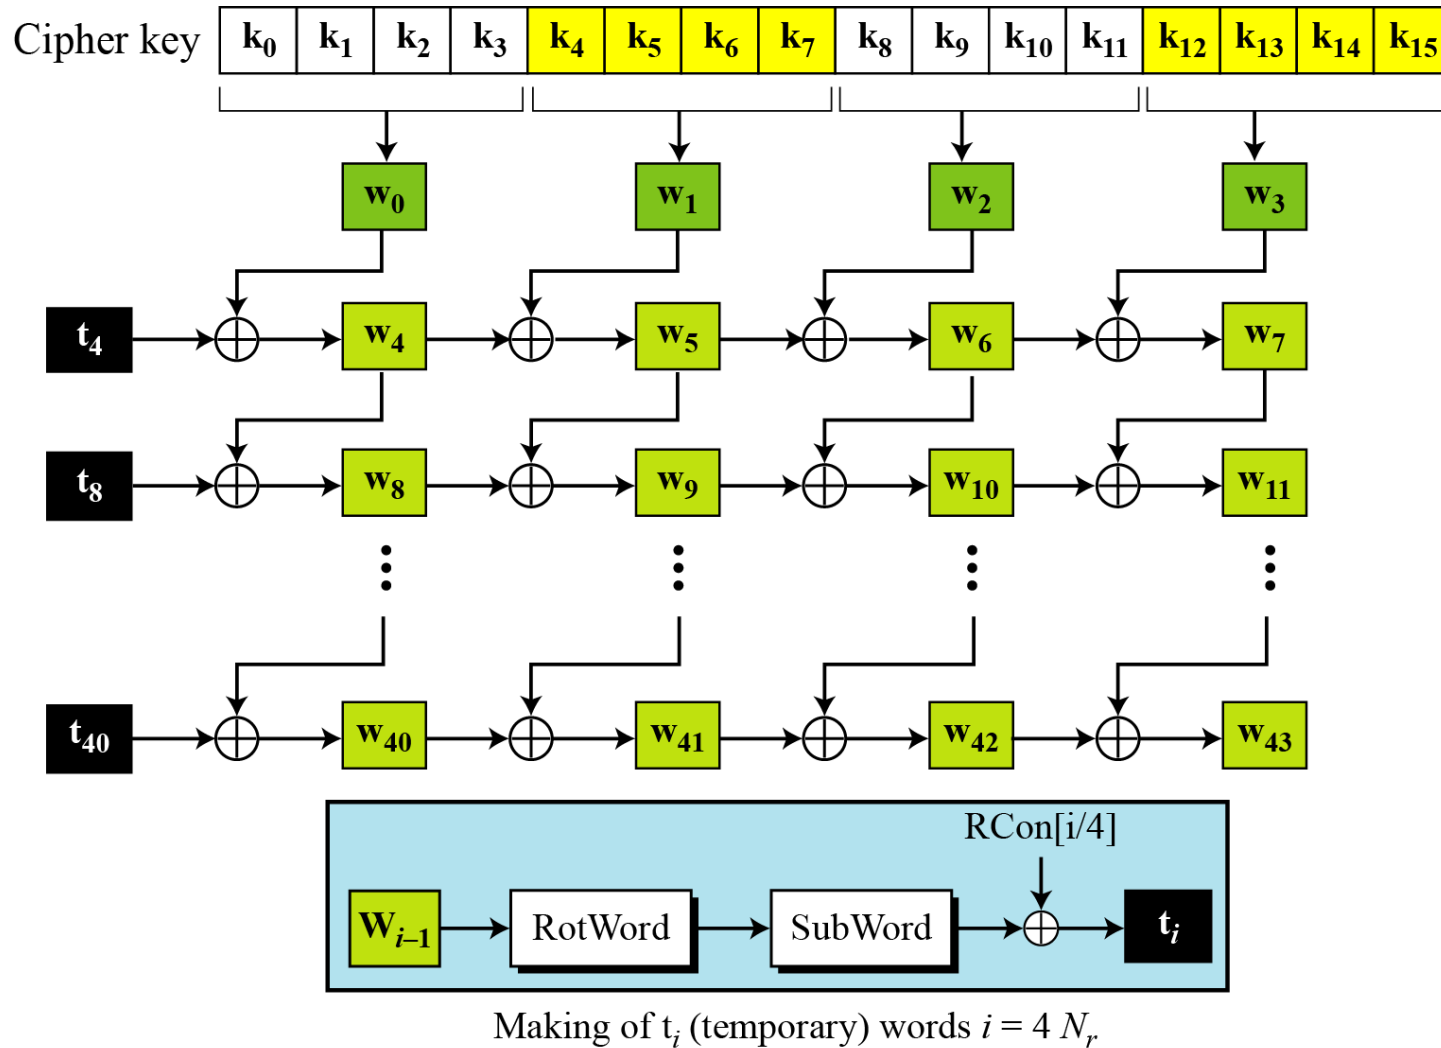 Cipher key k₀ k₁ k₂ k₃ k₄ k₅ k₆ k₇ k₈ k₉ k₁₀ k₁₁ k₁₂ k₁₃ k₁₄ k₁₅
w₀ w₁ w₂ w₃
t₄ w₄ w₅ w₆ w₇
t₈ w₈ w₉ w₁₀ w₁₁
t₄₀ w₄₀ w₄₁ w₄₂ w₄₃
RCon[i/4]
Wᵢ₋₁ RotWord SubWord tᵢ
Making of tᵢ (temporary) words i = 4 Nᵣ